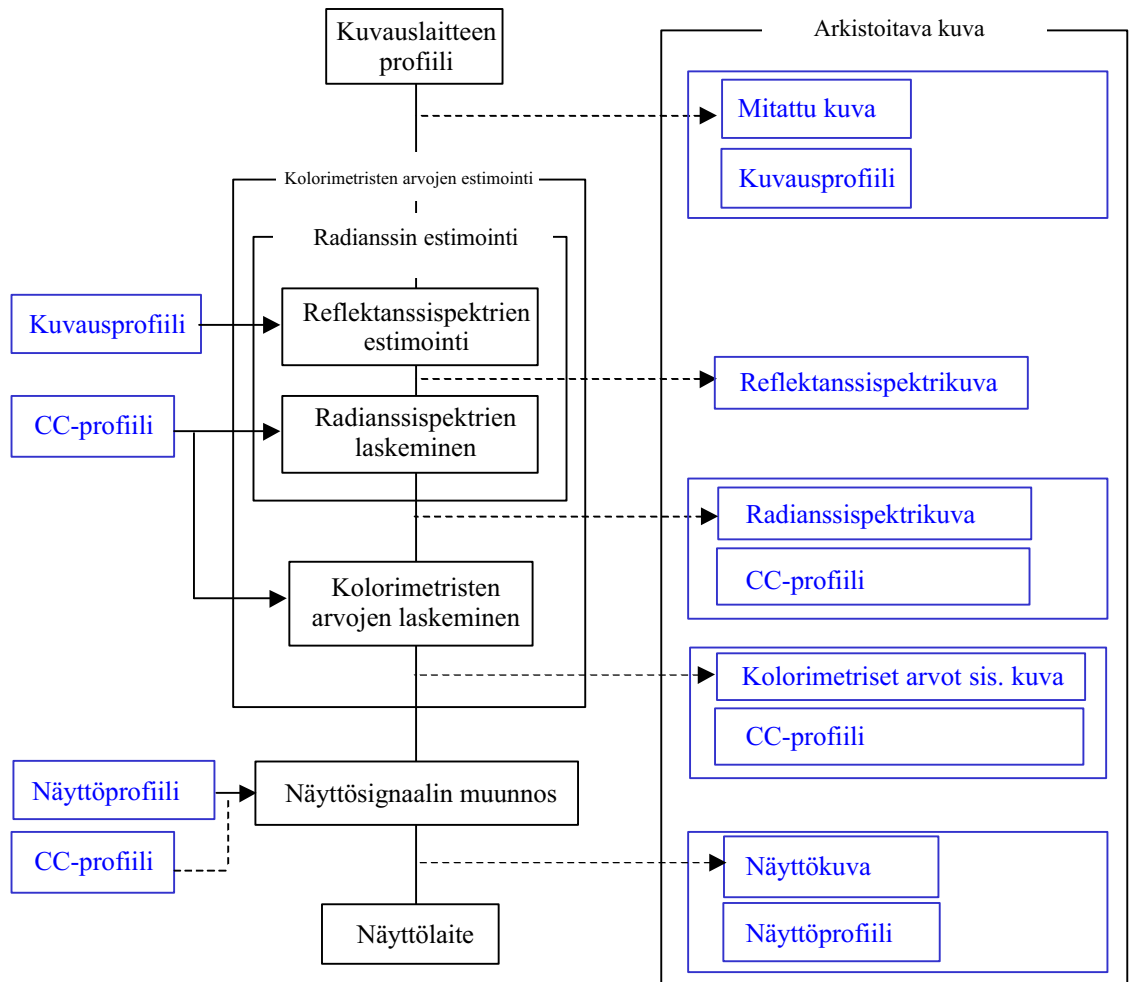 Kuvauslaitteen
profiili
Arkistoitava kuva
Mitattu kuva
Kuvausprofiili
Kolorimetristen arvojen estimointi
Radianssin estimointi
Kuvausprofiili
Reflektanssispektrien
estimointi
Reflektanssispektrikuva
CC-profiili
Radianssispektrien
laskeminen
Radianssispektrikuva
CC-profiili
Kolorimetristen
arvojen laskeminen
Kolorimetriset arvot sis. kuva
CC-profiili
Näyttöprofiili
Näyttösignaalin muunnos
CC-profiili
Näyttökuva
Näyttöprofiili
Näyttölaite